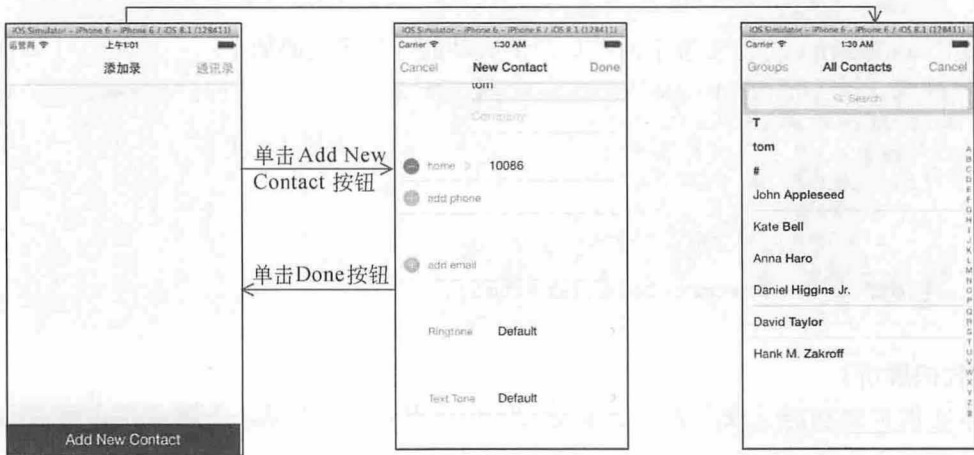 iOS Simulator – iPhone 6 – iPhone 6 / iOS 8.1 (12B411)
运营商 上午1:01
添加录 通讯录
Add New Contact
单击Add New
Contact 按钮
单击Done按钮
iOS Simulator – iPhone 6 – iPhone 6 / iOS 8.1 (12B411)
Carrier 1:30 AM
Cancel New Contact Done
tom
Company
home 10086
add phone
add email
Ringtone Default
Text Tone Default
iOS Simulator – iPhone 6 – iPhone 6 / iOS 8.1 (12B411)
Carrier 1:30 AM
Groups All Contacts Cancel
Search
T
tom
#
John Appleseed
Kate Bell
Anna Haro
Daniel Higgins Jr.
David Taylor
Hank M. Zakroff
A
B
C
D
E
F
G
H
I
J
K
L
M
N
O
P
Q
R
S
T
U
V
W
X
Y
Z
#